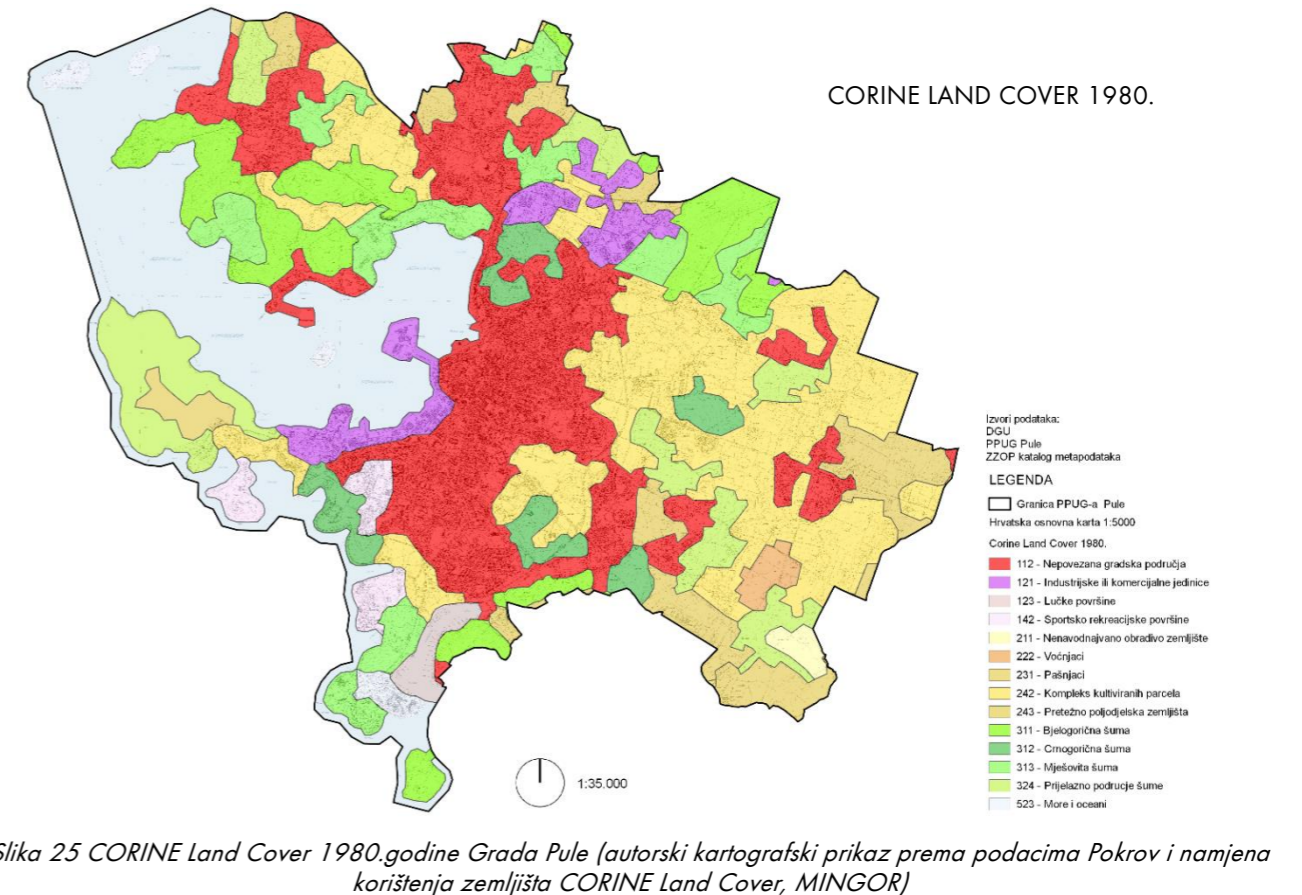 CORINE LAND COVER 1980.
Izvori podataka:
DGU
PPUG Pule
ZZOP katalog metapodataka
LEGENDA
Granica PPUG-a Pule
Hrvatska osnovna karta 1:5000
Corine Land Cover 1980.
112 - Nepovezana gradska područja
121 - Industrijske ili komercijalne jedinice
123 - Lučke površine
142 - Sportsko rekreacijske površine
211 - Nenavodnajvano obradivo zemljište
222 - Voćnjaci
231 - Pašnjaci
242 - Kompleks kultiviranih parcela
243 - Pretežno poljodjelska zemljišta
311 - Bjelogorična šuma
312 - Crnogorična šuma
313 - Mješovita šuma
324 - Prijelazno podrucje šume
523 - More i oceani
1:35.000
Slika 25 CORINE Land Cover 1980.godine Grada Pule (autorski kartografski prikaz prema podacima Pokrov i namjena
korištenja zemljišta CORINE Land Cover, MINGOR)